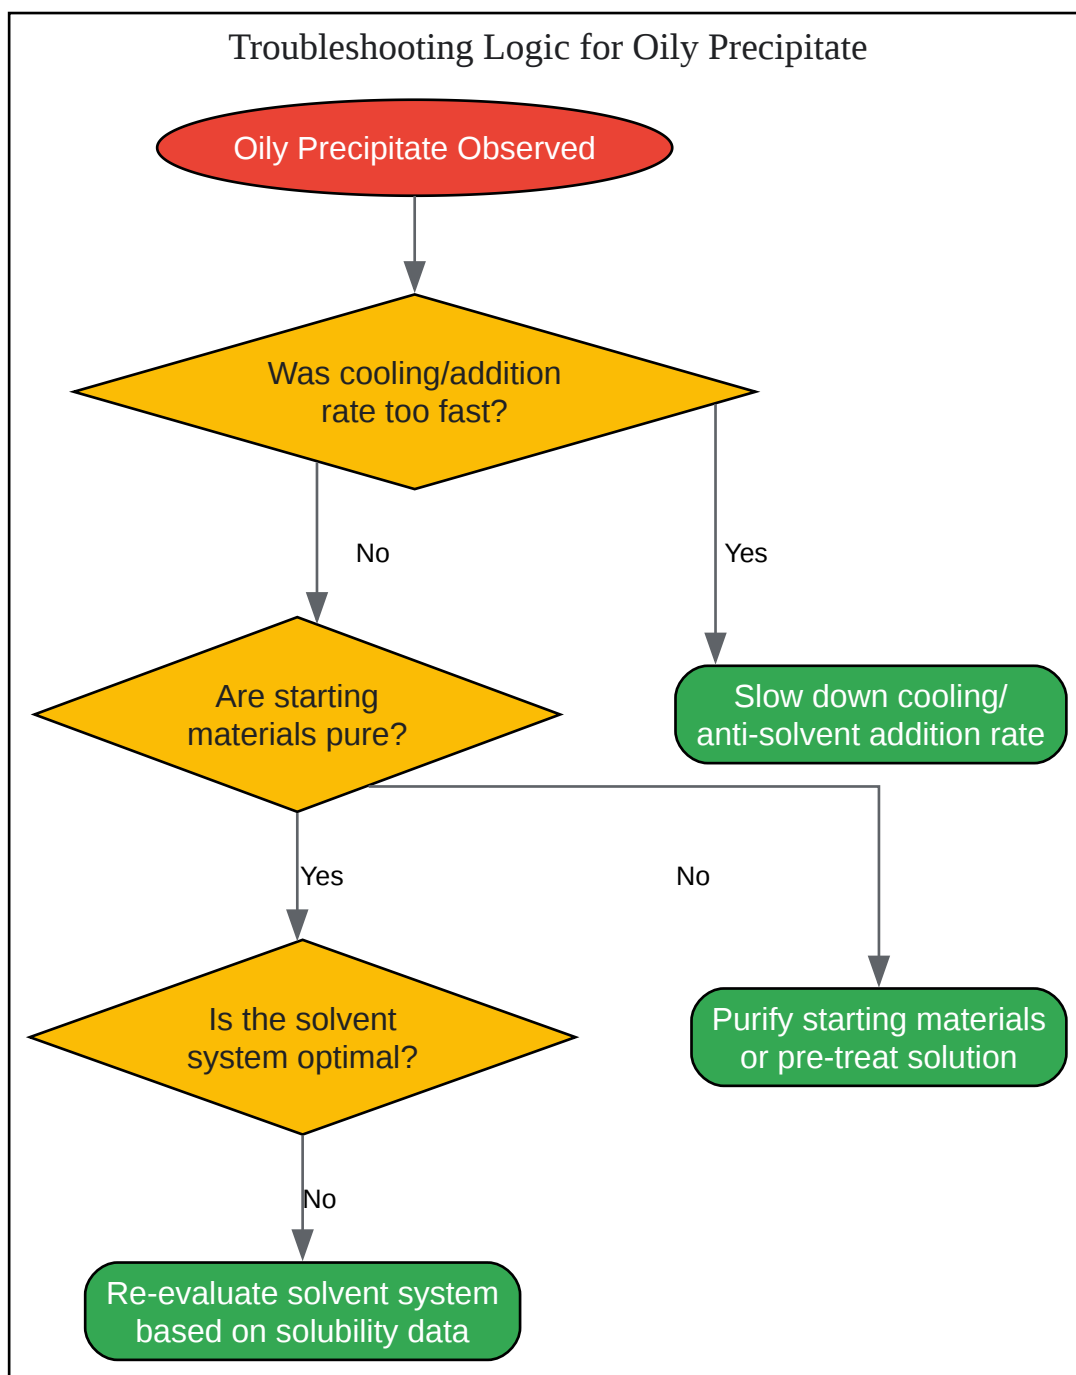 Troubleshooting Logic for Oily Precipitate
Oily Precipitate Observed
Was cooling/addition
rate too fast?
No
Yes
Are starting
materials pure?
Slow down cooling/
anti-solvent addition rate
Yes
No
Is the solvent
system optimal?
Purify starting materials
or pre-treat solution
No
Re-evaluate solvent system
based on solubility data